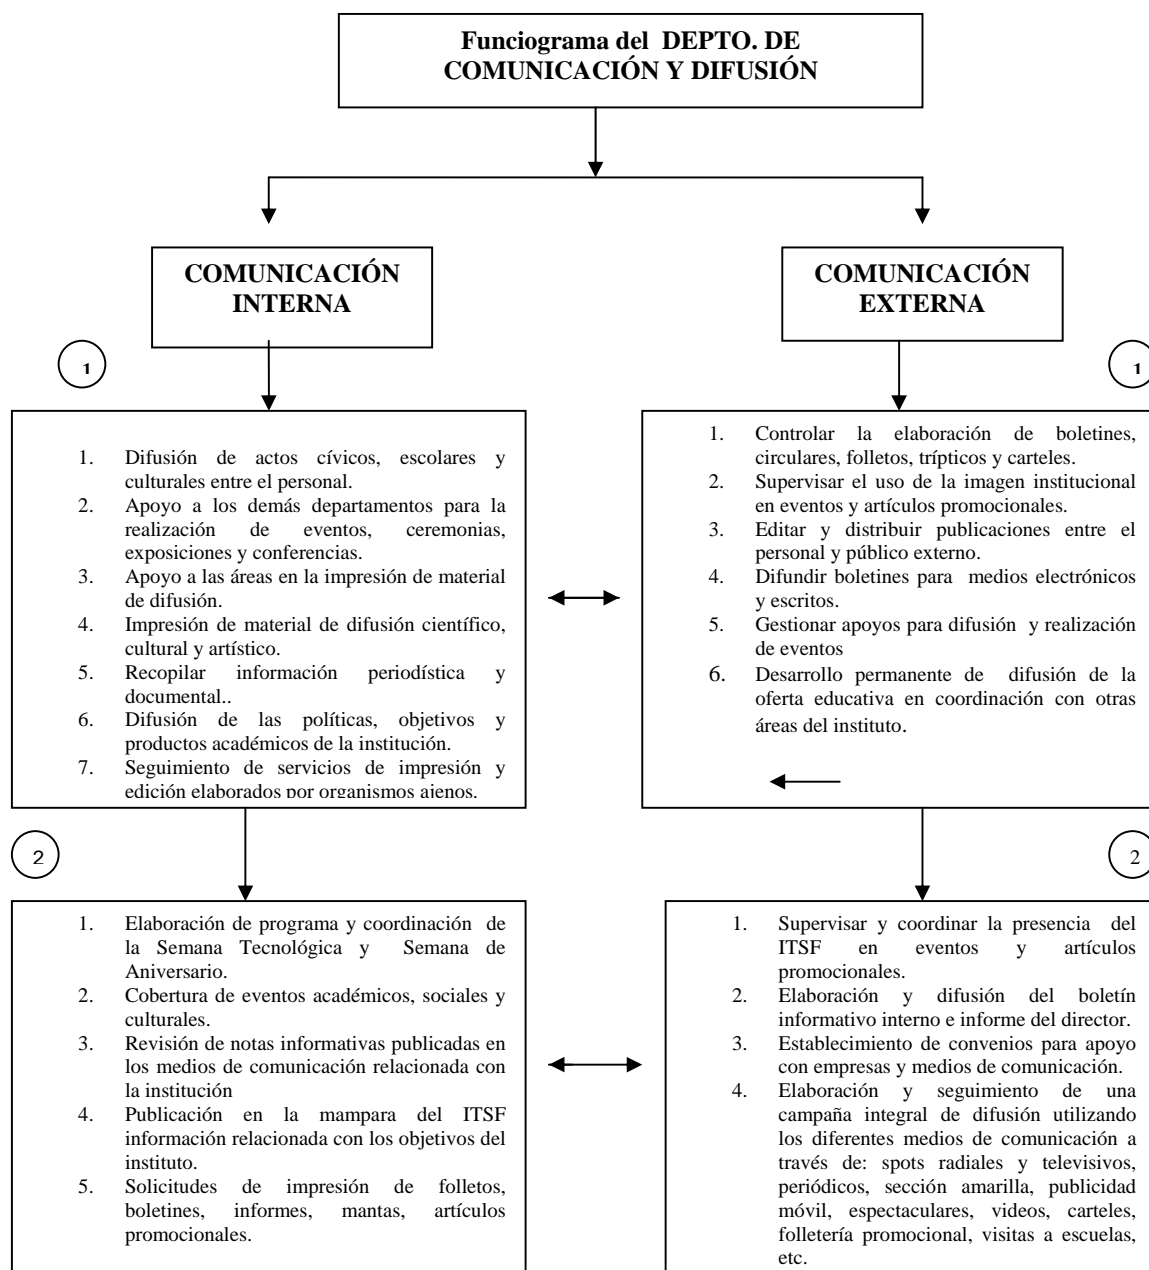 Funciograma del DEPTO. DE
COMUNICACIÓN Y DIFUSIÓN
COMUNICACIÓN
INTERNA
COMUNICACIÓN
EXTERNA
1
1
1. Difusión de actos cívicos, escolares y
culturales entre el personal.
2. Apoyo a los demás departamentos para la
realización de eventos, ceremonias,
exposiciones y conferencias.
3. Apoyo a las áreas en la impresión de material
de difusión.
4. Impresión de material de difusión científico,
cultural y artístico.
5. Recopilar información periodística y
documental..
6. Difusión de las políticas, objetivos y
productos académicos de la institución.
7. Seguimiento de servicios de impresión y
edición elaborados por organismos ajenos.
1. Controlar la elaboración de boletines,
circulares, folletos, trípticos y carteles.
2. Supervisar el uso de la imagen institucional
en eventos y artículos promocionales.
3. Editar y distribuir publicaciones entre el
personal y público externo.
4. Difundir boletines para medios electrónicos
y escritos.
5. Gestionar apoyos para difusión y realización
de eventos
6. Desarrollo permanente de difusión de la
oferta educativa en coordinación con otras
áreas del instituto.
2
2
1. Elaboración de programa y coordinación de
la Semana Tecnológica y Semana de
Aniversario.
2. Cobertura de eventos académicos, sociales y
culturales.
3. Revisión de notas informativas publicadas en
los medios de comunicación relacionada con
la institución
4. Publicación en la mampara del ITSF
información relacionada con los objetivos del
instituto.
5. Solicitudes de impresión de folletos,
boletines, informes, mantas, artículos
promocionales.
1. Supervisar y coordinar la presencia del
ITSF en eventos y artículos
promocionales.
2. Elaboración y difusión del boletín
informativo interno e informe del director.
3. Establecimiento de convenios para apoyo
con empresas y medios de comunicación.
4. Elaboración y seguimiento de una
campaña integral de difusión utilizando
los diferentes medios de comunicación a
través de: spots radiales y televisivos,
periódicos, sección amarilla, publicidad
móvil, espectaculares, videos, carteles,
folletería promocional, visitas a escuelas,
etc.